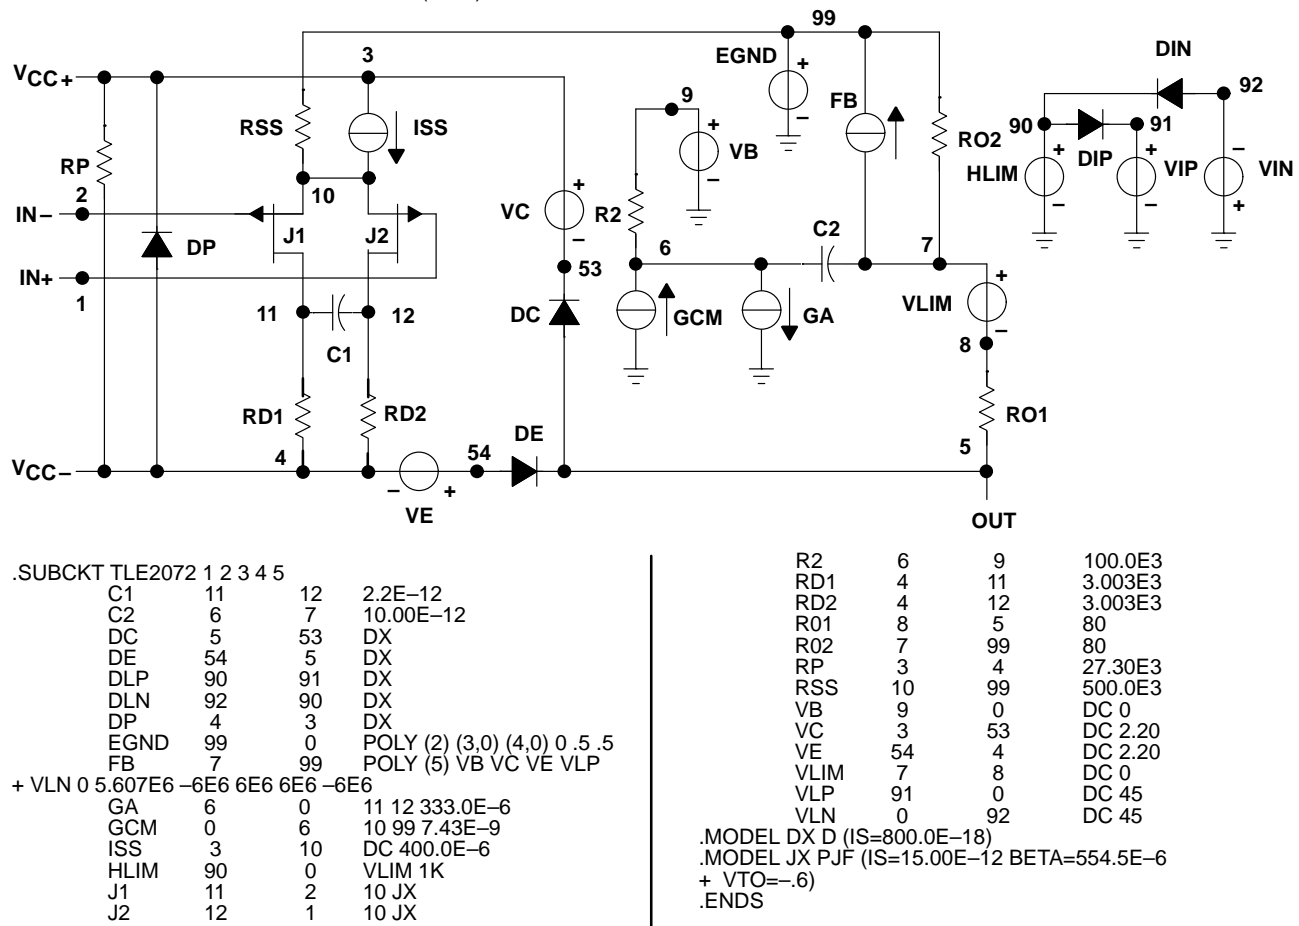 99
3
DIN
VCC+
EGND
+
9
92
FB
RSS
ISS
+
90
91
−
RP
VB
RO2
+
DIP
+
−
2
10
−
HLIM
VIP
VIN
IN−
+
VC
R2
−
−
+
J1
J2
C2
DP
−
6
7
IN+
53
+
1
VLIM
11
12
DC
GCM
GA
−
C1
8
RD1
RD2
RO1
DE
4
54
5
VCC−
−
+
VE
OUT
.SUBCKT TLE2072 1 2 3 4 5
C1 11 12 2.2E−12
C2 6 7 10.00E−12
DC 5 53 DX
DE 54 5 DX
DLP 90 91 DX
DLN 92 90 DX
DP 4 3 DX
EGND 99 0 POLY (2) (3,0) (4,0) 0 .5 .5
FB 7 99 POLY (5) VB VC VE VLP
+ VLN 0 5.607E6 −6E6 6E6 6E6 −6E6
GA 6 0 11 12 333.0E−6
GCM 0 6 10 99 7.43E−9
ISS 3 10 DC 400.0E−6
HLIM 90 0 VLIM 1K
J1 11 2 10 JX
J2 12 1 10 JX
R2 6 9 100.0E3
RD1 4 11 3.003E3
RD2 4 12 3.003E3
R01 8 5 80
R02 7 99 80
RP 3 4 27.30E3
RSS 10 99 500.0E3
VB 9 0 DC 0
VC 3 53 DC 2.20
VE 54 4 DC 2.20
VLIM 7 8 DC 0
VLP 91 0 DC 45
VLN 0 92 DC 45
.MODEL DX D (IS=800.0E−18)
.MODEL JX PJF (IS=15.00E−12 BETA=554.5E−6
+ VTO=−.6)
.ENDS